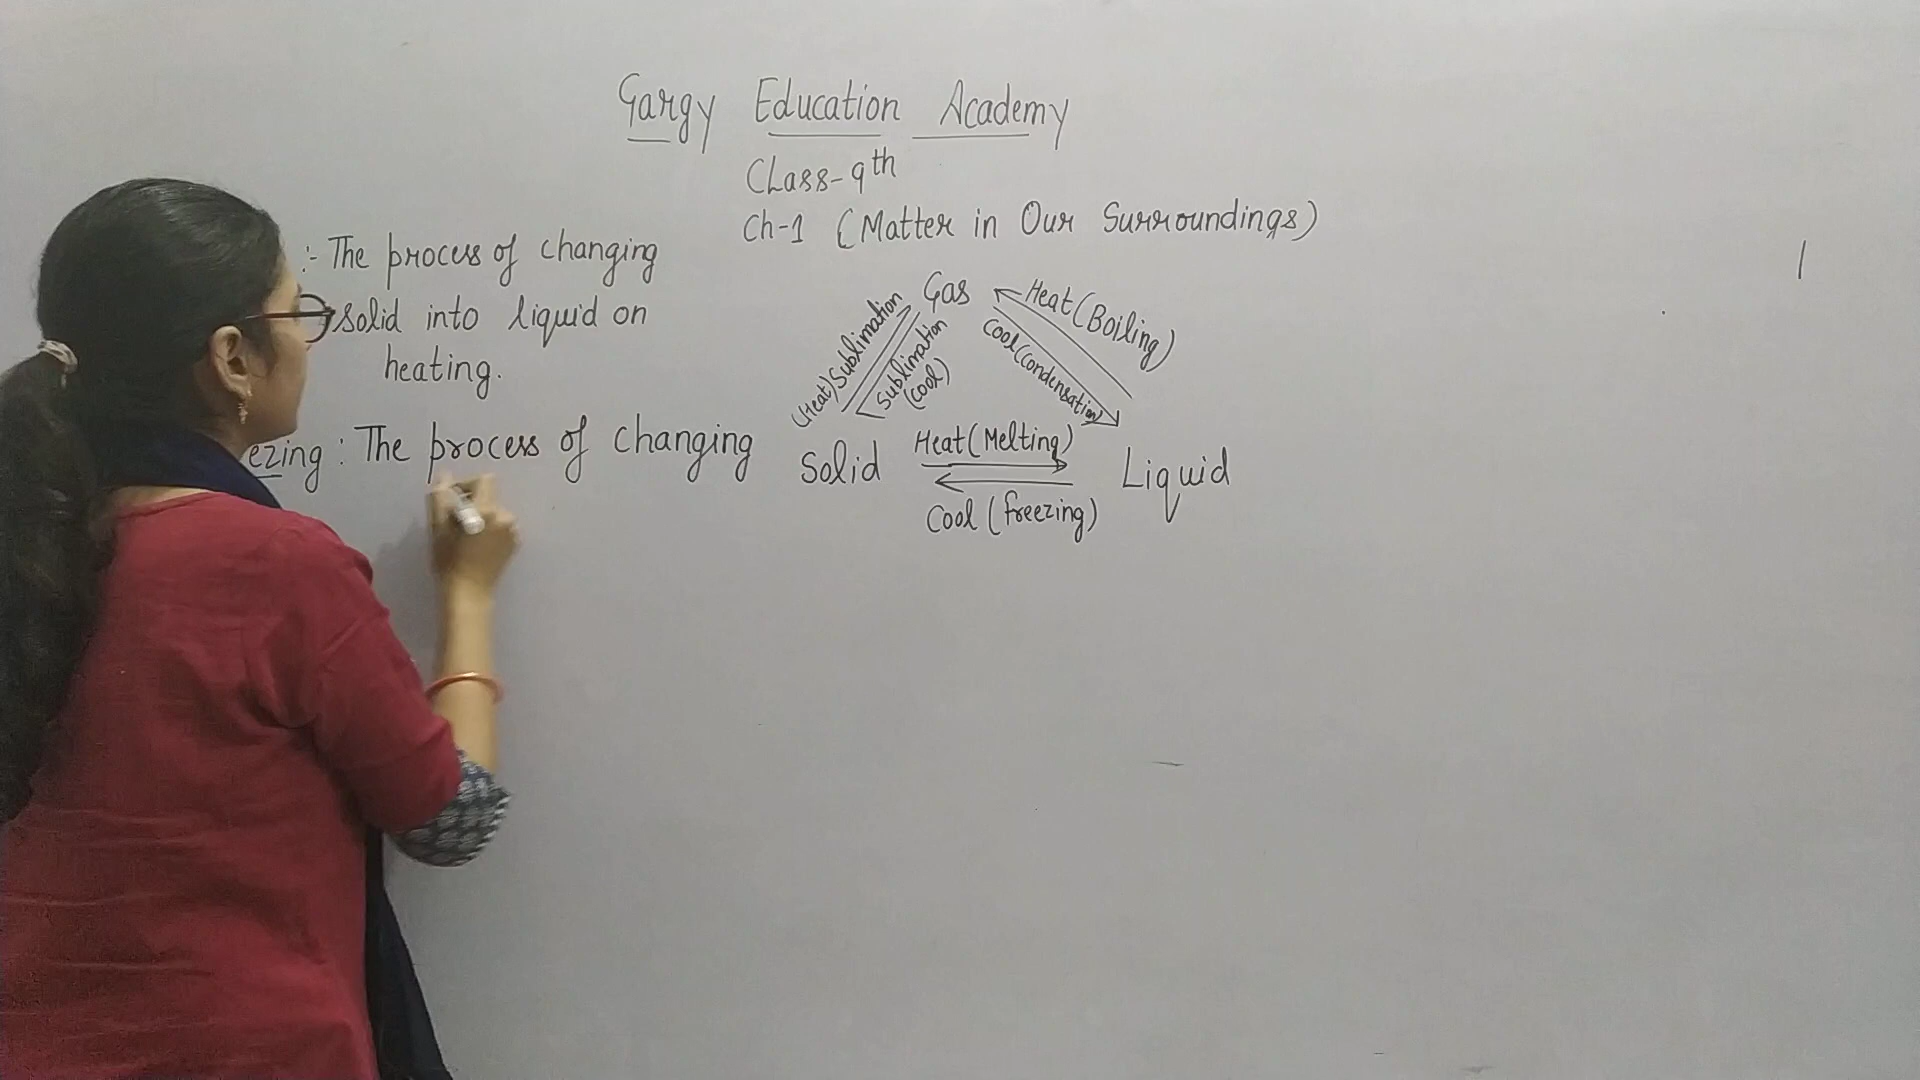 Gargy Education Academy
Class-9th
Ch-1 (Matter in Our Surroundings)
:- The process of changing
solid into liquid on
heating.
ezing : The process of changing
Gas
(Heat) Sublimation
Sublimation
(Cool)
Heat (Boiling)
Cool (Condensation)
Solid
Heat (Melting)
Cool (freezing)
Liquid